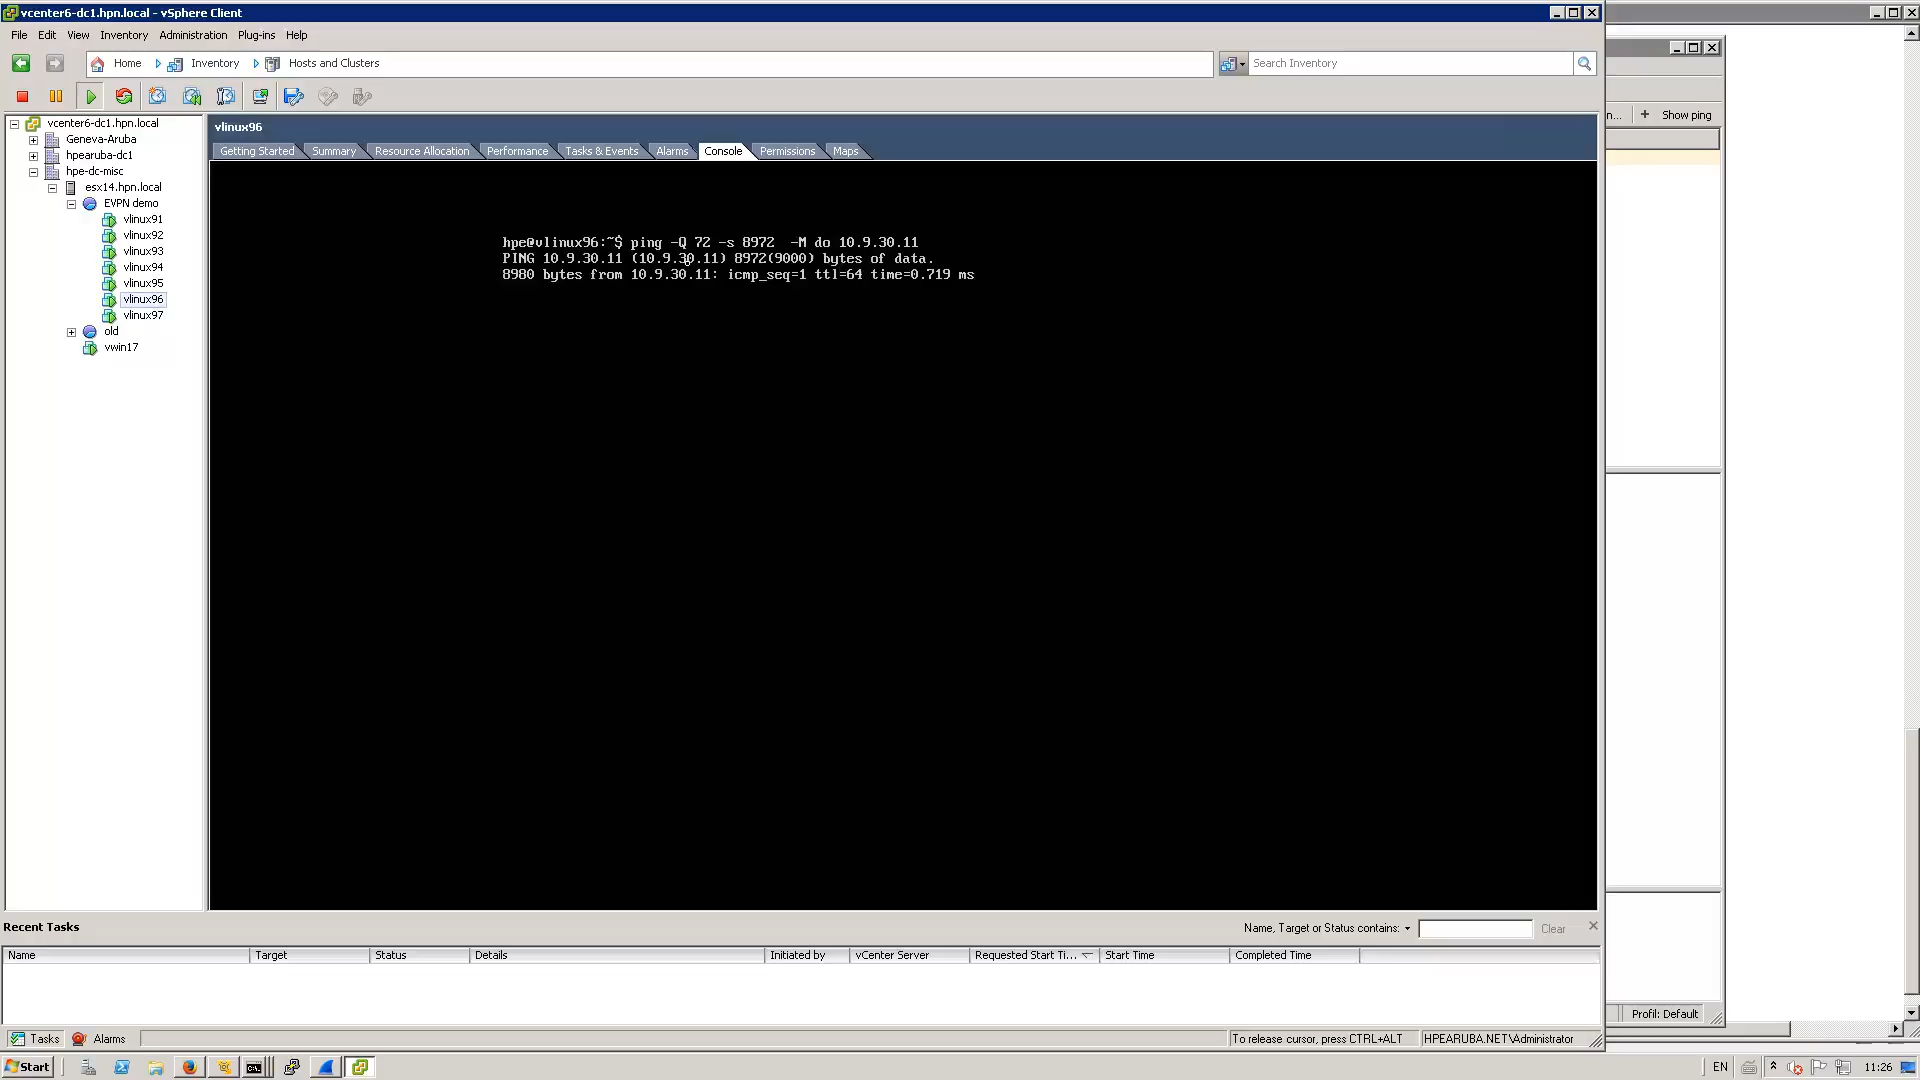 vcenter6-dc1.hpn.local - vSphere Client
File Edit View Inventory Administration Plug-ins Help
Home Inventory Hosts and Clusters Search Inventory
vcenter6-dc1.hpn.local
Geneva-Aruba
hpearuba-dc1
hpe-dc-misc
esx14.hpn.local
EVPN demo
vlinux91
vlinux92
vlinux93
vlinux94
vlinux95
vlinux96
vlinux97
old
vwin17
vlinux96
Getting Started Summary Resource Allocation Performance Tasks & Events Alarms Console Permissions Maps
hpe@vlinux96:~$ ping -Q 72 -s 8972  -M do 10.9.30.11
PING 10.9.30.11 (10.9.30.11) 8972(9000) bytes of data.
8980 bytes from 10.9.30.11: icmp_seq=1 ttl=64 time=0.719 ms
n... + Show ping
Recent Tasks Name, Target or Status contains: Clear
Name Target Status Details Initiated by vCenter Server Requested Start Ti... Start Time Completed Time
Profil: Default
Tasks Alarms To release cursor, press CTRL+ALT HPEARUBA.NET\Administrator
Start EN 11:26